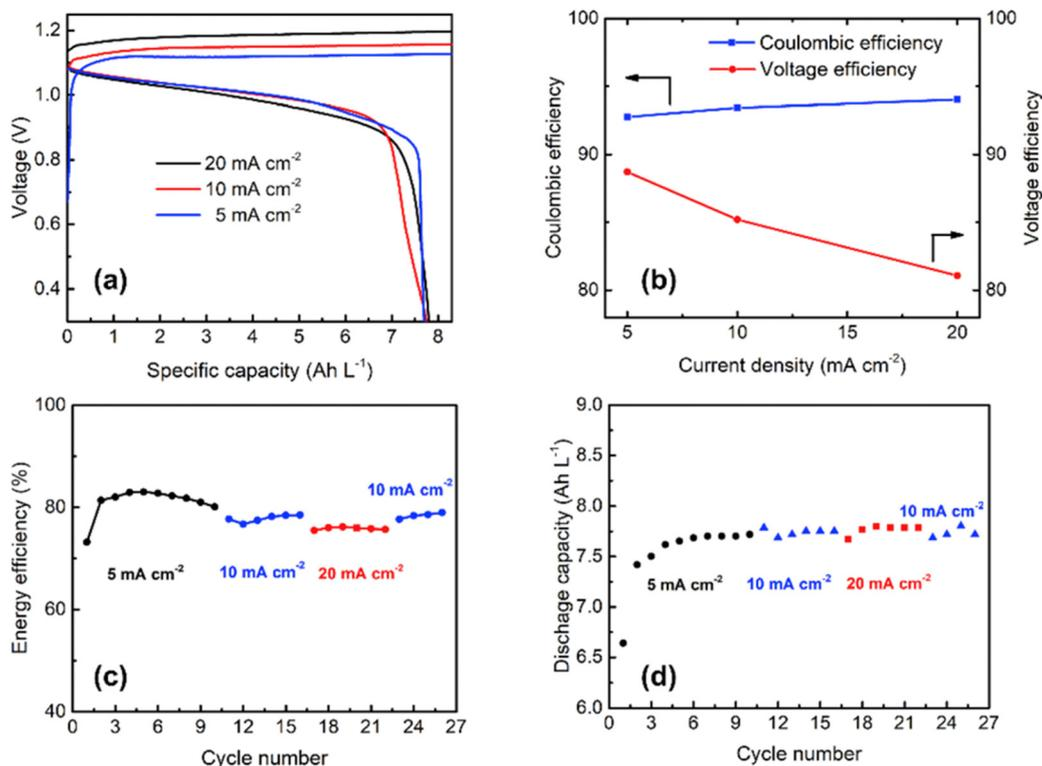 1.2
1.0
0.8
0.6
0.4
Voltage (V)
20 mA cm⁻²
10 mA cm⁻²
5 mA cm⁻²
(a)
0 1 2 3 4 5 6 7 8
Specific capacity (Ah L⁻¹)
100
90
80
Coulombic efficiency
Coulombic efficiency
Voltage efficiency
100
90
80
Voltage efficiency
(b)
5 10 15 20
Current density (mA cm⁻²)
100
80
60
40
Energy efficiency (%)
10 mA cm⁻²
5 mA cm⁻²
10 mA cm⁻²
20 mA cm⁻²
(c)
0 3 6 9 12 15 18 21 24 27
Cycle number
9.0
8.5
8.0
7.5
7.0
6.5
6.0
Dischage capacity (Ah L⁻¹)
10 mA cm⁻²
5 mA cm⁻²
10 mA cm⁻²
20 mA cm⁻²
(d)
0 3 6 9 12 15 18 21 24 27
Cycle number